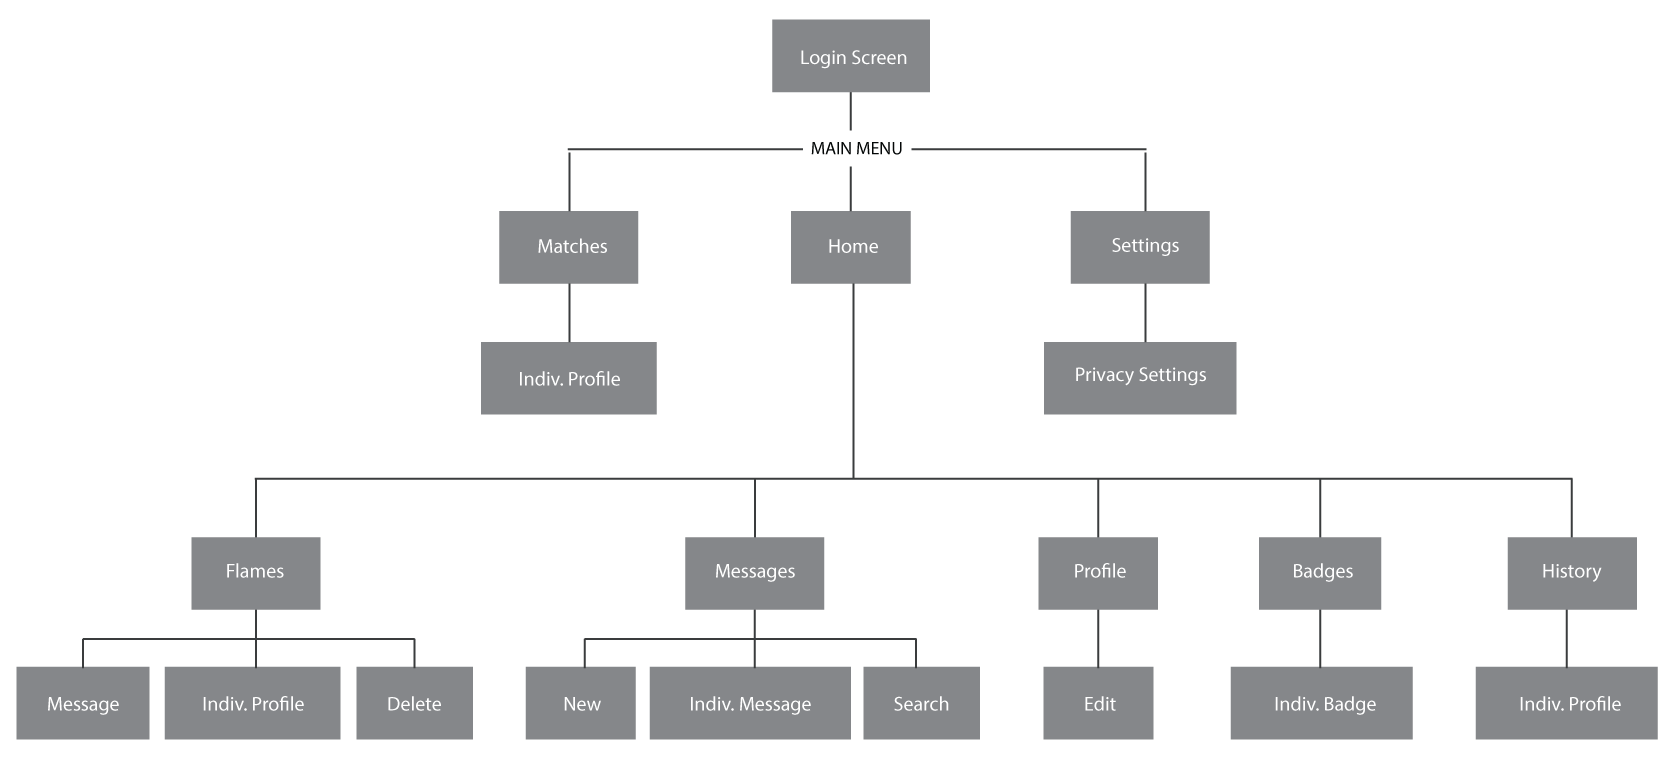 Login Screen
MAIN MENU
Matches
Home
Settings
Indiv. Profile
Privacy Settings
Flames
Messages
Profile
Badges
History
Message
Indiv. Profile
Delete
New
Indiv. Message
Search
Edit
Indiv. Badge
Indiv. Profile